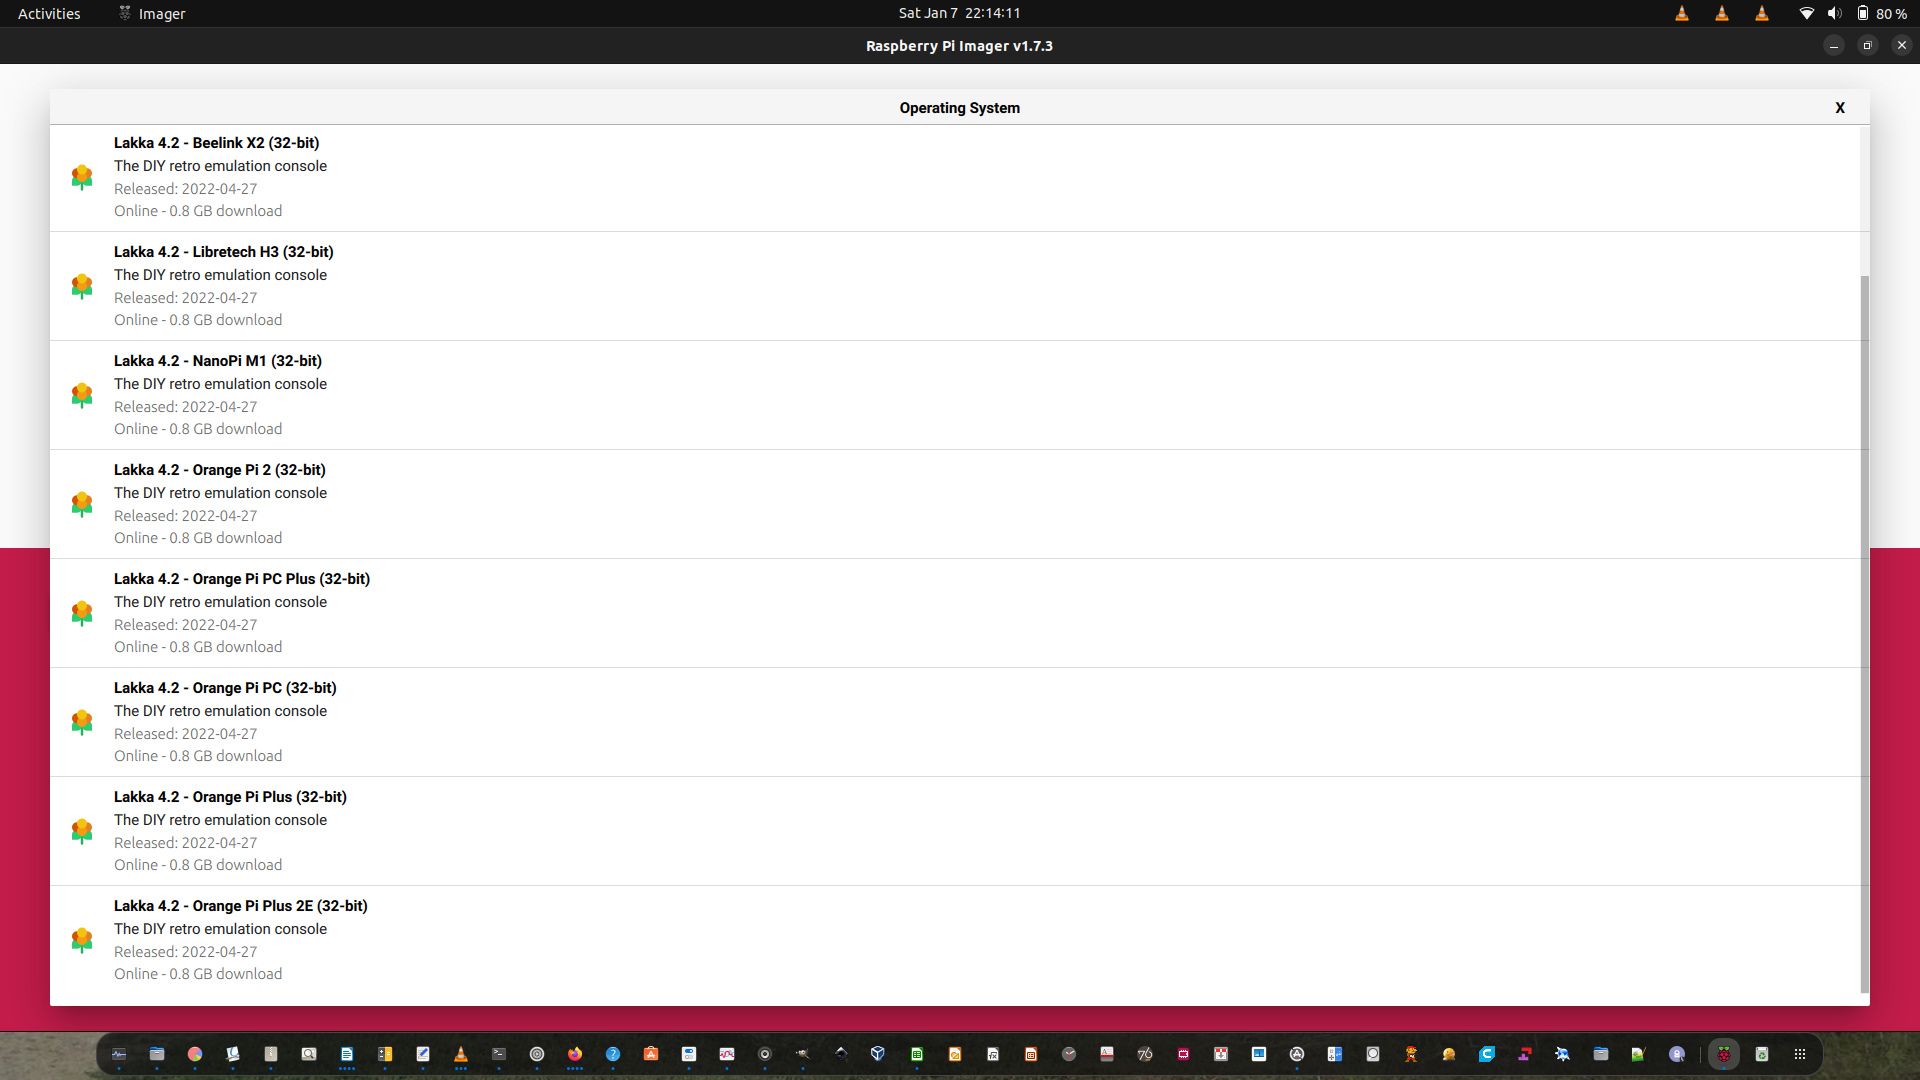 Activities
Imager
Sat Jan 7 22:14:11
80 %
Raspberry Pi Imager v1.7.3
Operating System
X
Lakka 4.2 - Beelink X2 (32-bit)
The DIY retro emulation console
Released: 2022-04-27
Online - 0.8 GB download
Lakka 4.2 - Libretech H3 (32-bit)
The DIY retro emulation console
Released: 2022-04-27
Online - 0.8 GB download
Lakka 4.2 - NanoPi M1 (32-bit)
The DIY retro emulation console
Released: 2022-04-27
Online - 0.8 GB download
Lakka 4.2 - Orange Pi 2 (32-bit)
The DIY retro emulation console
Released: 2022-04-27
Online - 0.8 GB download
Lakka 4.2 - Orange Pi PC Plus (32-bit)
The DIY retro emulation console
Released: 2022-04-27
Online - 0.8 GB download
Lakka 4.2 - Orange Pi PC (32-bit)
The DIY retro emulation console
Released: 2022-04-27
Online - 0.8 GB download
Lakka 4.2 - Orange Pi Plus (32-bit)
The DIY retro emulation console
Released: 2022-04-27
Online - 0.8 GB download
Lakka 4.2 - Orange Pi Plus 2E (32-bit)
The DIY retro emulation console
Released: 2022-04-27
Online - 0.8 GB download